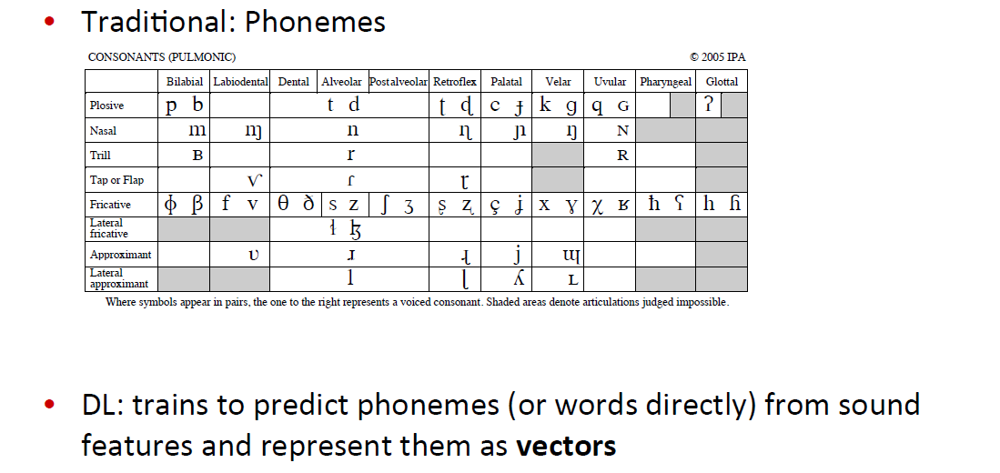 • Traditional: Phonemes
CONSONANTS (PULMONIC) © 2005 IPA
Bilabial Labiodental Dental Alveolar Postalveolar Retroflex Palatal Velar Uvular Pharyngeal Glottal
Plosive p b t d ʈ ɖ c ɟ k ɡ q ɢ ʔ
Nasal m ɱ n ɳ ɲ ŋ ɴ
Trill ʙ r ʀ
Tap or Flap ⱱ ɾ ɽ
Fricative ɸ β f v θ ð s z ʃ ʒ ʂ ʐ ç ʝ x ɣ χ ʁ ħ ʕ h ɦ
Lateral
fricative ɬ ɮ
Approximant ʋ ɹ ɻ j ɰ
Lateral
approximant l ɭ ʎ ʟ
Where symbols appear in pairs, the one to the right represents a voiced consonant. Shaded areas denote articulations judged impossible.
• DL: trains to predict phonemes (or words directly) from sound
features and represent them as vectors